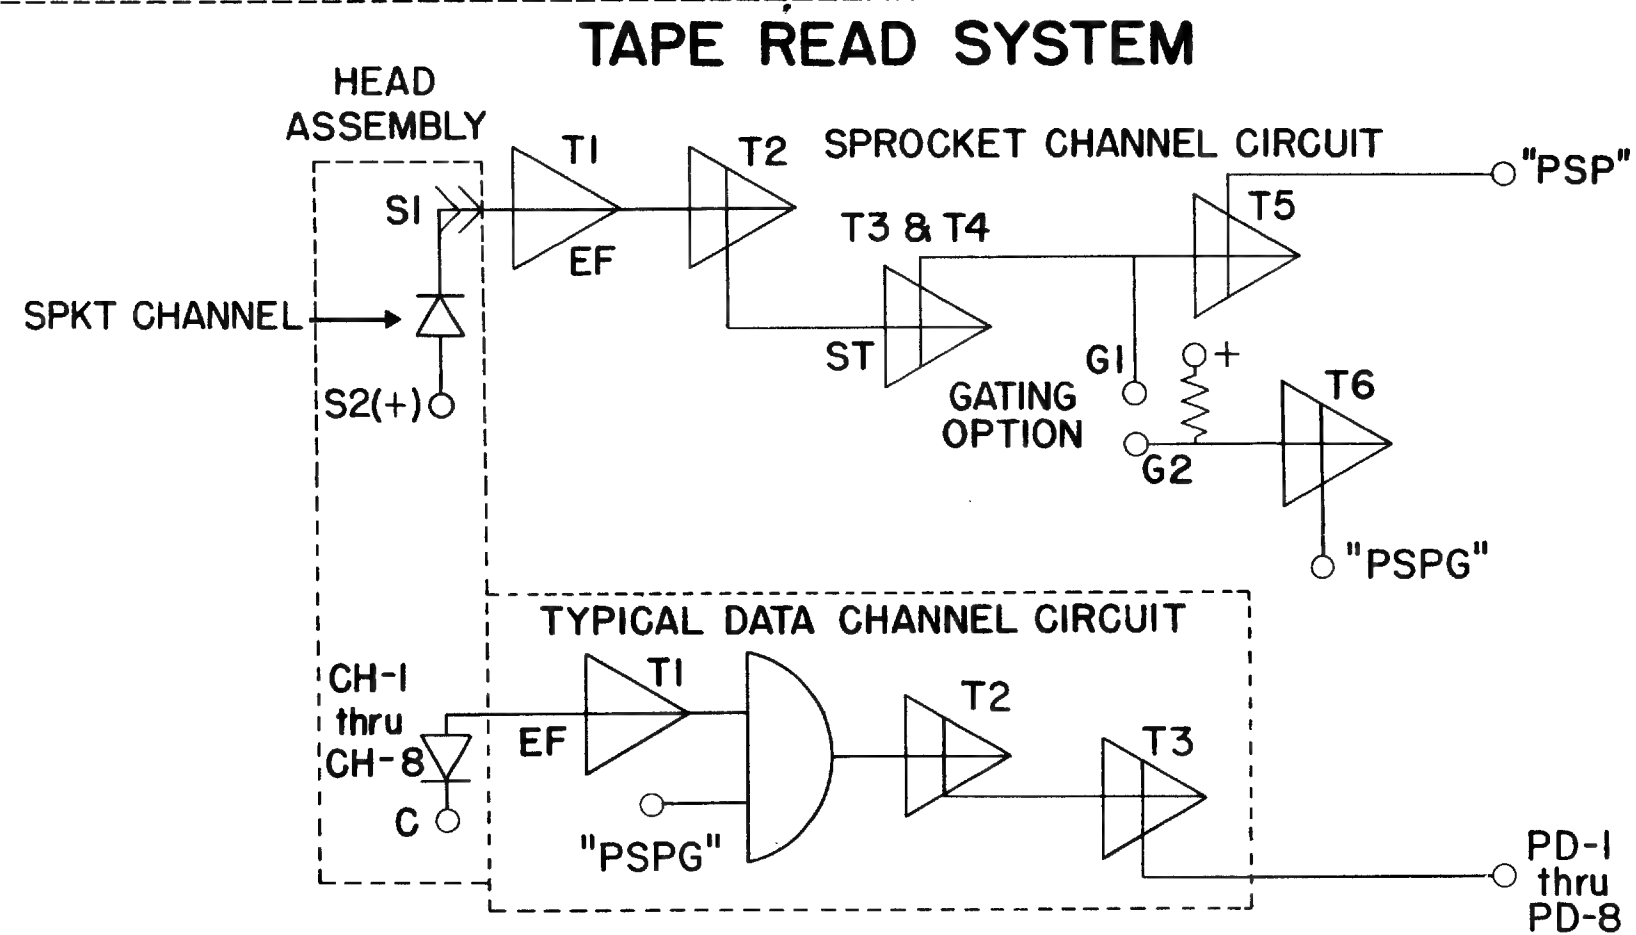 TAPE READ SYSTEM
HEAD
ASSEMBLY
T1
T2
SPROCKET CHANNEL CIRCUIT
"PSP"
S1
T3 & T4
T5
EF
SPKT CHANNEL
ST
G1
+
S2(+)
GATING
OPTION
T6
G2
"PSPG"
TYPICAL DATA CHANNEL CIRCUIT
CH-1
thru
CH-8
T1
T2
EF
T3
C
"PSPG"
PD-1
thru
PD-8